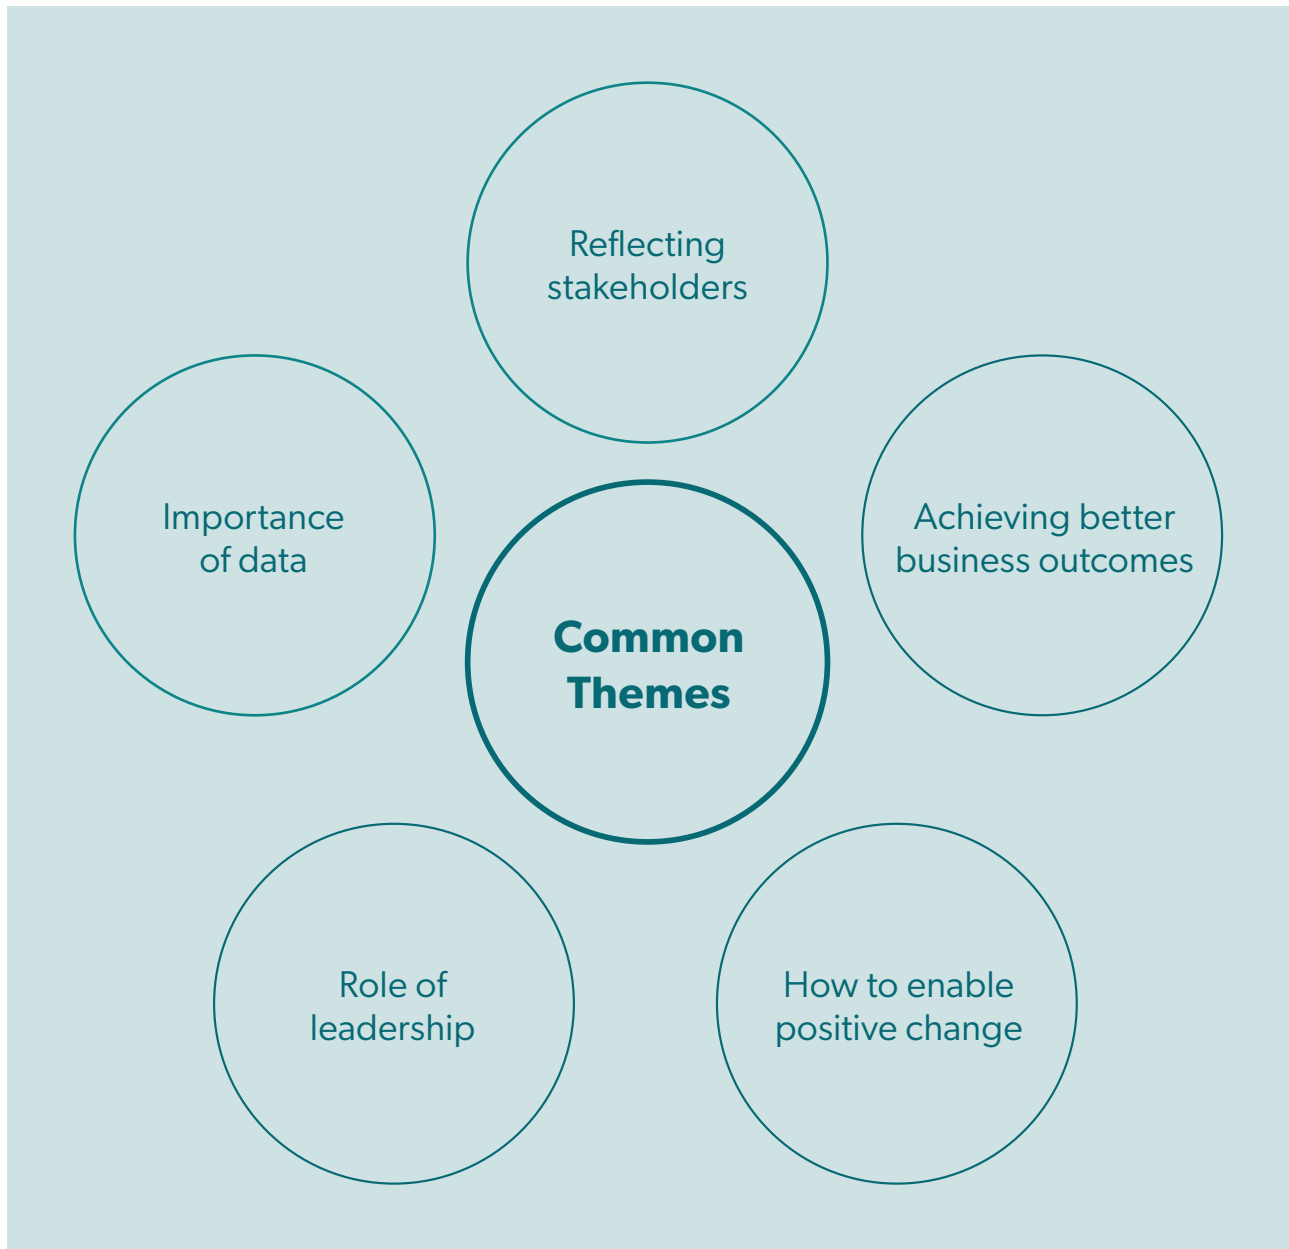 Reflecting
stakeholders
Importance
of data
Achieving better
business outcomes
Common
Themes
Role of
leadership
How to enable
positive change